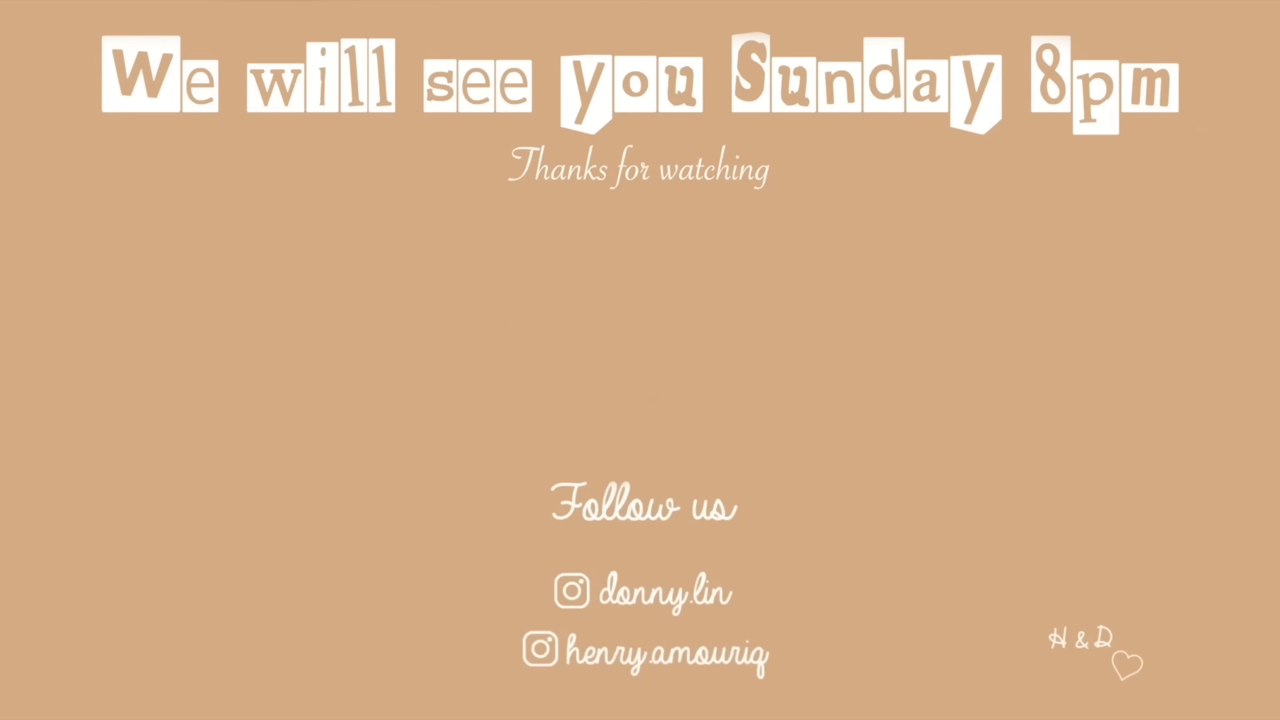 We will see you Sunday 8pm
Thanks for watching
Follow us
donny.lin
henry.amouriq
H & D